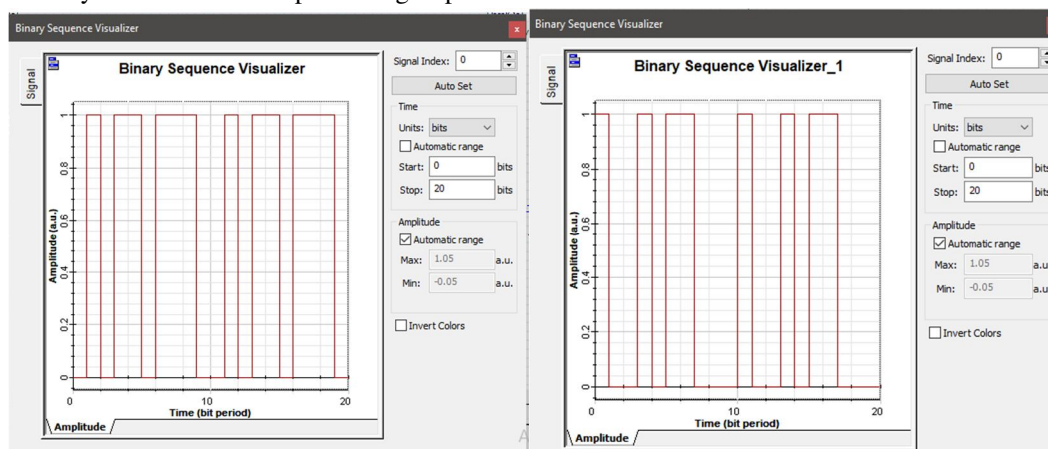 Binary Sequence Visualizer
x
Signal
Binary Sequence Visualizer
Amplitude (a.u.)
1
0.8
0.6
0.4
0.2
0
0
10
20
Time (bit period)
Amplitude
Signal Index: 0
Auto Set
Time
Units: bits
Automatic range
Start: 0 bits
Stop: 20 bits
Amplitude
Automatic range
Max: 1.05 a.u.
Min: -0.05 a.u.
Invert Colors
A
Binary Sequence Visualizer
Signal
Binary Sequence Visualizer_1
Amplitude (a.u.)
1
0.8
0.6
0.4
0.2
0
0
10
20
Time (bit period)
Amplitude
Signal Index: 0
Auto Set
Time
Units: bits
Automatic range
Start: 0 bits
Stop: 20 bits
Amplitude
Automatic range
Max: 1.05 a.u
Min: -0.05 a.u
Invert Colors